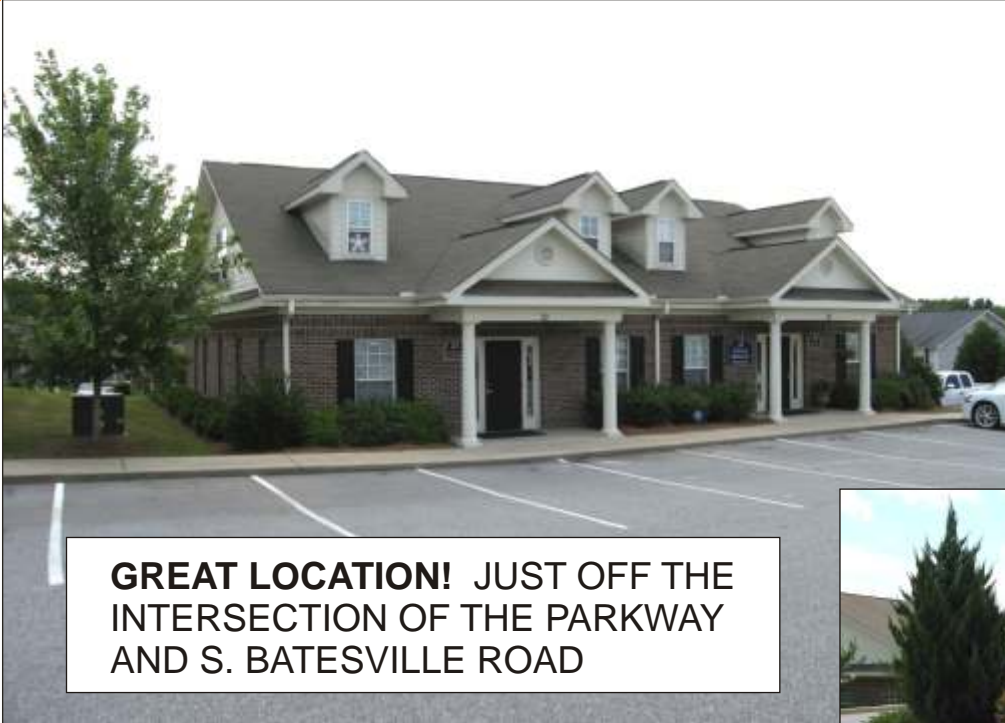 GREAT LOCATION! JUST OFF THE
INTERSECTION OF THE PARKWAY
AND S. BATESVILLE ROAD